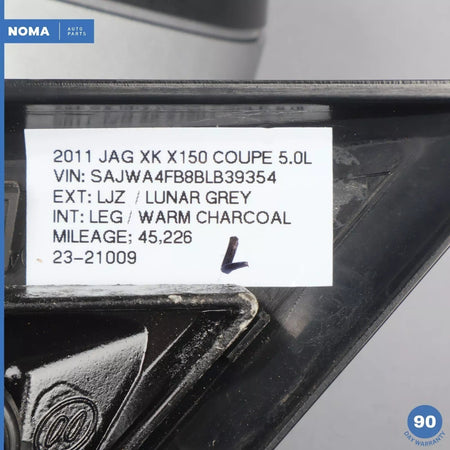 NOMA AUTO
PARTS
2011 JAG XK X150 COUPE 5.0L
VIN: SAJWA4FB8BLB39354
EXT: LJZ / LUNAR GREY
INT: LEG / WARM CHARCOAL
MILEAGE; 45,226
23-21009
L
90
DAY WARRANTY